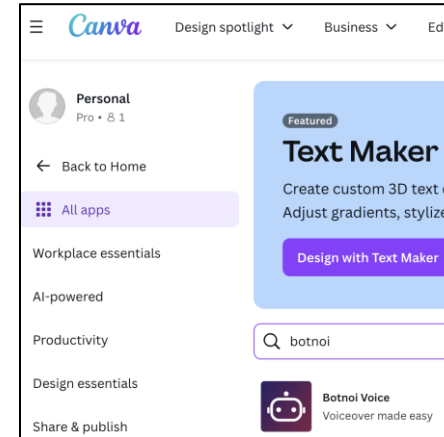 Canva
Design spotlight
Business
Ed
Personal
Pro • 1
Back to Home
All apps
Workplace essentials
AI-powered
Productivity
Design essentials
Share & publish
Featured
Text Maker
Create custom 3D text
Adjust gradients, stylize
Design with Text Maker
botnoi
Botnoi Voice
Voiceover made easy